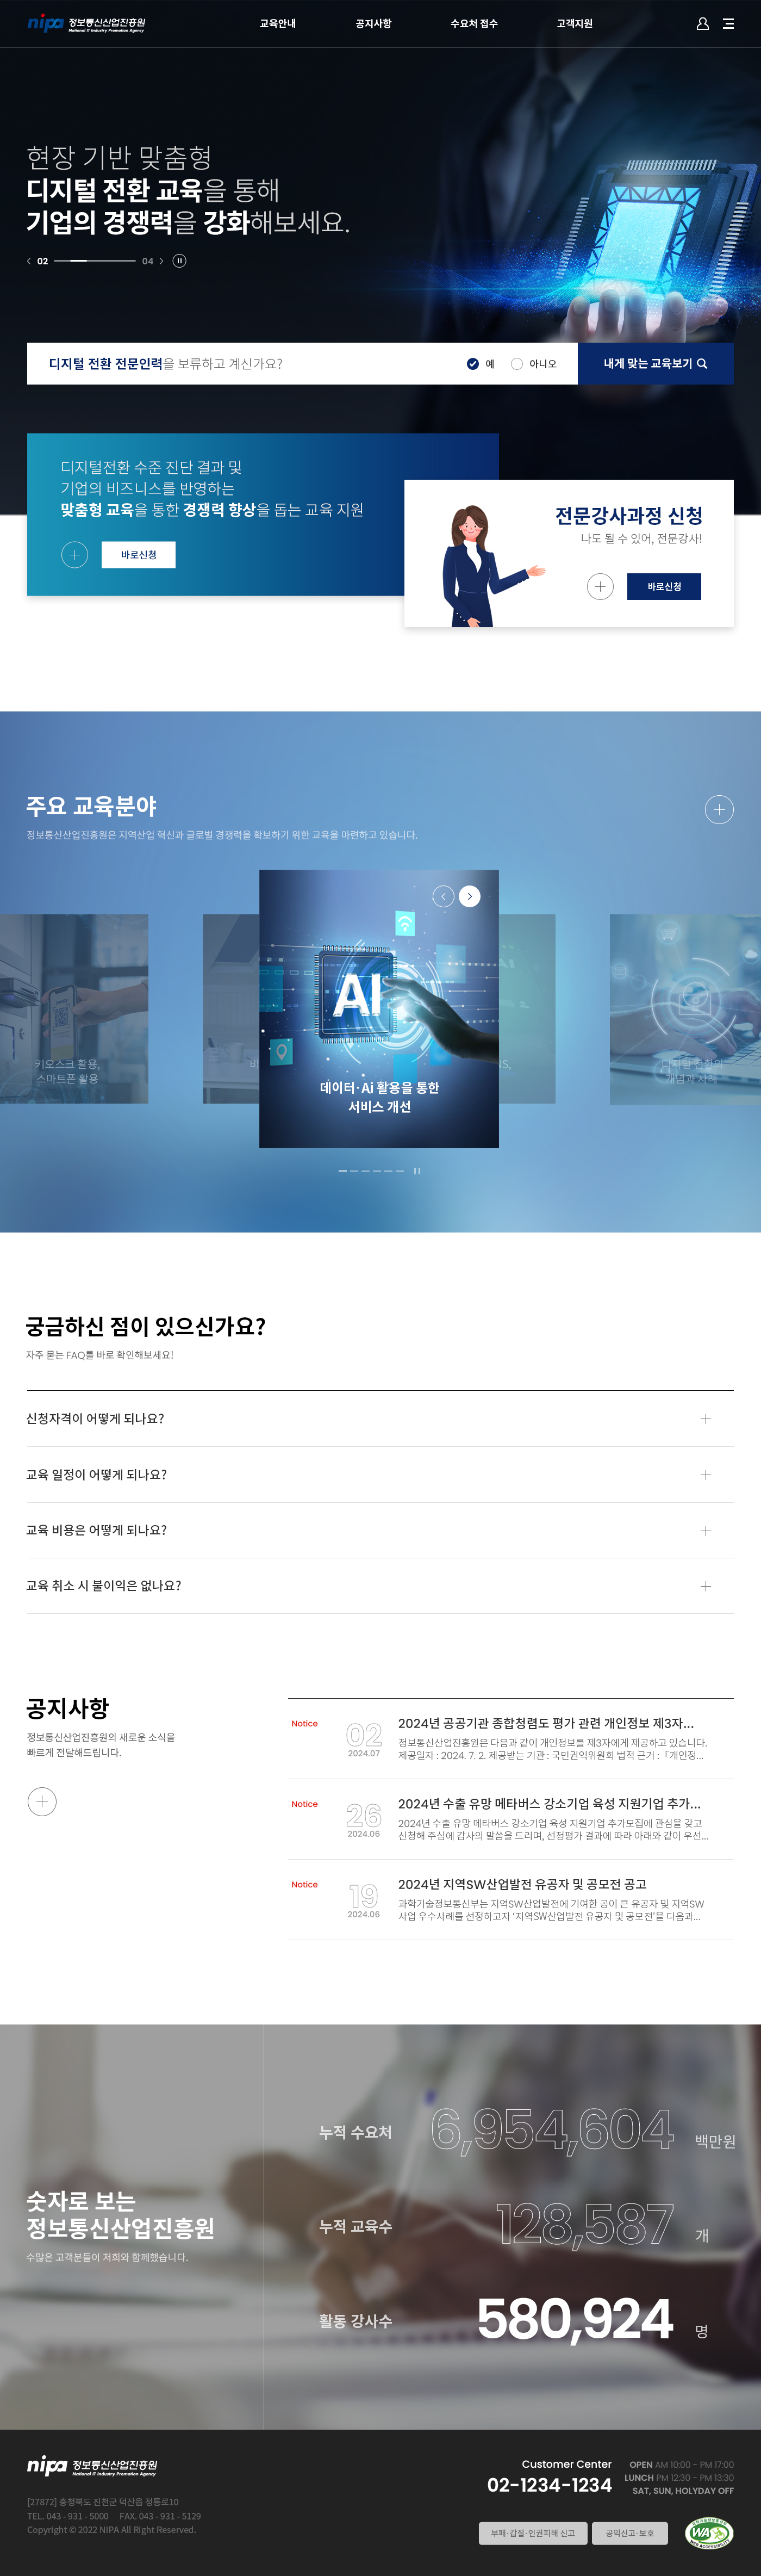 nipa 정보통신산업진흥원
National IT Industry Promotion Agency
교육안내
공지사항
수요처 접수
고객지원
현장 기반 맞춤형
디지털 전환 교육을 통해
기업의 경쟁력을 강화해보세요.
02
04
디지털 전환 전문인력을 보류하고 계신가요?
예
아니오
내게 맞는 교육보기
디지털전환 수준 진단 결과 및
기업의 비즈니스를 반영하는
맞춤형 교육을 통한 경쟁력 향상을 돕는 교육 지원
바로신청
전문강사과정 신청
나도 될 수 있어, 전문강사!
바로신청
주요 교육분야
정보통신산업진흥원은 지역산업 혁신과 글로벌 경쟁력을 확보하기 위한 교육을 마련하고 있습니다.
키오스크 활용,
스마트폰 활용
AI
데이터·Ai 활용을 통한
서비스 개선
디지털 전환의
개념과 사례
궁금하신 점이 있으신가요?
자주 묻는 FAQ를 바로 확인해보세요!
신청자격이 어떻게 되나요?
교육 일정이 어떻게 되나요?
교육 비용은 어떻게 되나요?
교육 취소 시 불이익은 없나요?
공지사항
정보통신산업진흥원의 새로운 소식을
빠르게 전달해드립니다.
Notice
02
2024.07
2024년 공공기관 종합청렴도 평가 관련 개인정보 제3자...
정보통신산업진흥원은 다음과 같이 개인정보를 제3자에게 제공하고 있습니다.
제공일자 : 2024. 7. 2. 제공받는 기관 : 국민권익위원회 법적 근거 :「개인정...
Notice
26
2024.06
2024년 수출 유망 메타버스 강소기업 육성 지원기업 추가...
2024년 수출 유망 메타버스 강소기업 육성 지원기업 추가모집에 관심을 갖고
신청해 주심에 감사의 말씀을 드리며, 선정평가 결과에 따라 아래와 같이 우선...
Notice
19
2024.06
2024년 지역SW산업발전 유공자 및 공모전 공고
과학기술정보통신부는 지역SW산업발전에 기여한 공이 큰 유공자 및 지역SW
사업 우수사례를 선정하고자 '지역SW산업발전 유공자 및 공모전'을 다음과...
숫자로 보는
정보통신산업진흥원
수많은 고객분들이 저희와 함께했습니다.
누적 수요처
6,954,604
백만원
누적 교육수
128,587
개
활동 강사수
580,924
명
nipa 정보통신산업진흥원
National IT Industry Promotion Agency
[27872] 충청북도 진천군 덕산읍 정통로10
TEL. 043 - 931 - 5000 FAX. 043 - 931 - 5129
Copyright © 2022 NIPA All Right Reserved.
Customer Center
02-1234-1234
OPEN AM 10:00 - PM 17:00
LUNCH PM 12:30 - PM 13:30
SAT, SUN, HOLYDAY OFF
부패·갑질·인권피해 신고
공익신고·보호
WA
WEB ACCESSIBILITY